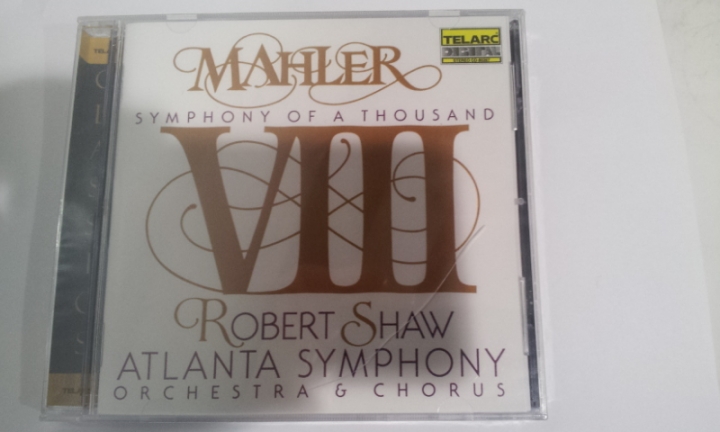 MAHLER
TELARC
DIGITAL
SYMPHONY OF A THOUSAND
VIII
ROBERT SHAW
ATLANTA SYMPHONY
ORCHESTRA & CHORUS